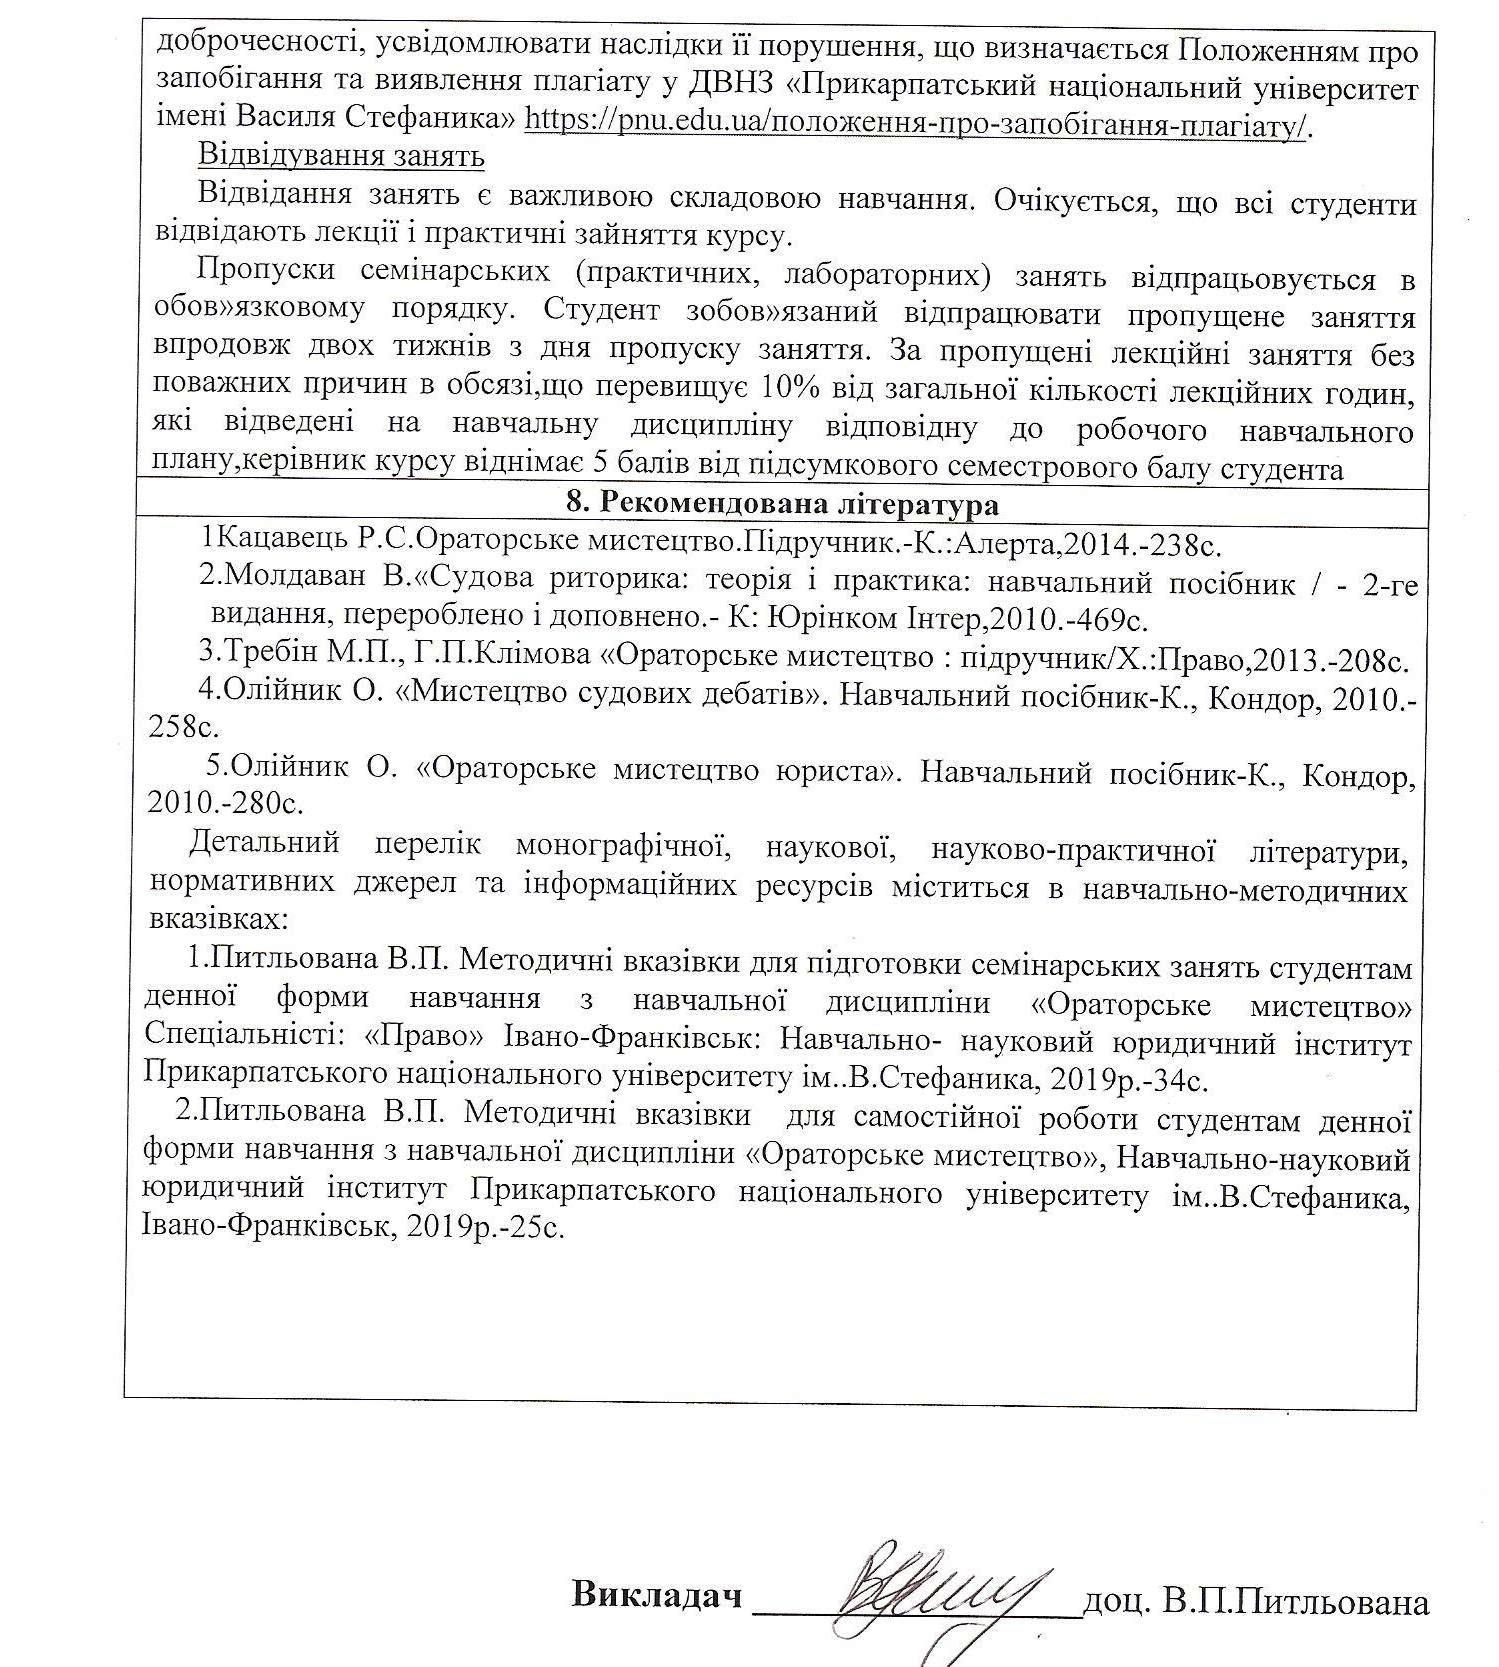 доброчесності, усвідомлювати наслідки її порушення, що визначається Положенням про
запобігання та виявлення плагіату у ДВНЗ «Прикарпатський національний університет
імені Василя Стефаника» https://pnu.edu.ua/положення-про-запобігання-плагіату/.
Відвідування занять
Відвідання занять є важливою складовою навчання. Очікується, що всі студенти
відвідають лекції і практичні зайняття курсу.
Пропуски семінарських (практичних, лабораторних) занять відпрацьовується в
обов»язковому порядку. Студент зобов»язаний відпрацювати пропущене заняття
впродовж двох тижнів з дня пропуску заняття. За пропущені лекційні заняття без
поважних причин в обсязі,що перевищує 10% від загальної кількості лекційних годин,
які відведені на навчальну дисципліну відповідну до робочого навчального
плану,керівник курсу віднімає 5 балів від підсумкового семестрового балу студента
8. Рекомендована література
1Кацавець Р.С.Ораторське мистецтво.Підручник.-К.:Алерта,2014.-238с.
2.Молдаван В.«Судова риторика: теорія і практика: навчальний посібник / - 2-ге
видання, перероблено і доповнено.- К: Юрінком Інтер,2010.-469с.
3.Требін М.П., Г.П.Клімова «Ораторське мистецтво : підручник/Х.:Право,2013.-208с.
4.Олійник О. «Мистецтво судових дебатів». Навчальний посібник-К., Кондор, 2010.-
258с.
5.Олійник О. «Ораторське мистецтво юриста». Навчальний посібник-К., Кондор,
2010.-280с.
Детальний перелік монографічної, наукової, науково-практичної літератури,
нормативних джерел та інформаційних ресурсів міститься в навчально-методичних
вказівках:
1.Питльована В.П. Методичні вказівки для підготовки семінарських занять студентам
денної форми навчання з навчальної дисципліни «Ораторське мистецтво»
Спеціальністі: «Право» Івано-Франківськ: Навчально- науковий юридичний інститут
Прикарпатського національного університету ім..В.Стефаника, 2019р.-34с.
2.Питльована В.П. Методичні вказівки для самостійної роботи студентам денної
форми навчання з навчальної дисципліни «Ораторське мистецтво», Навчально-науковий
юридичний інститут Прикарпатського національного університету ім..В.Стефаника,
Івано-Франківськ, 2019р.-25с.
Викладач доц. В.П.Питльована